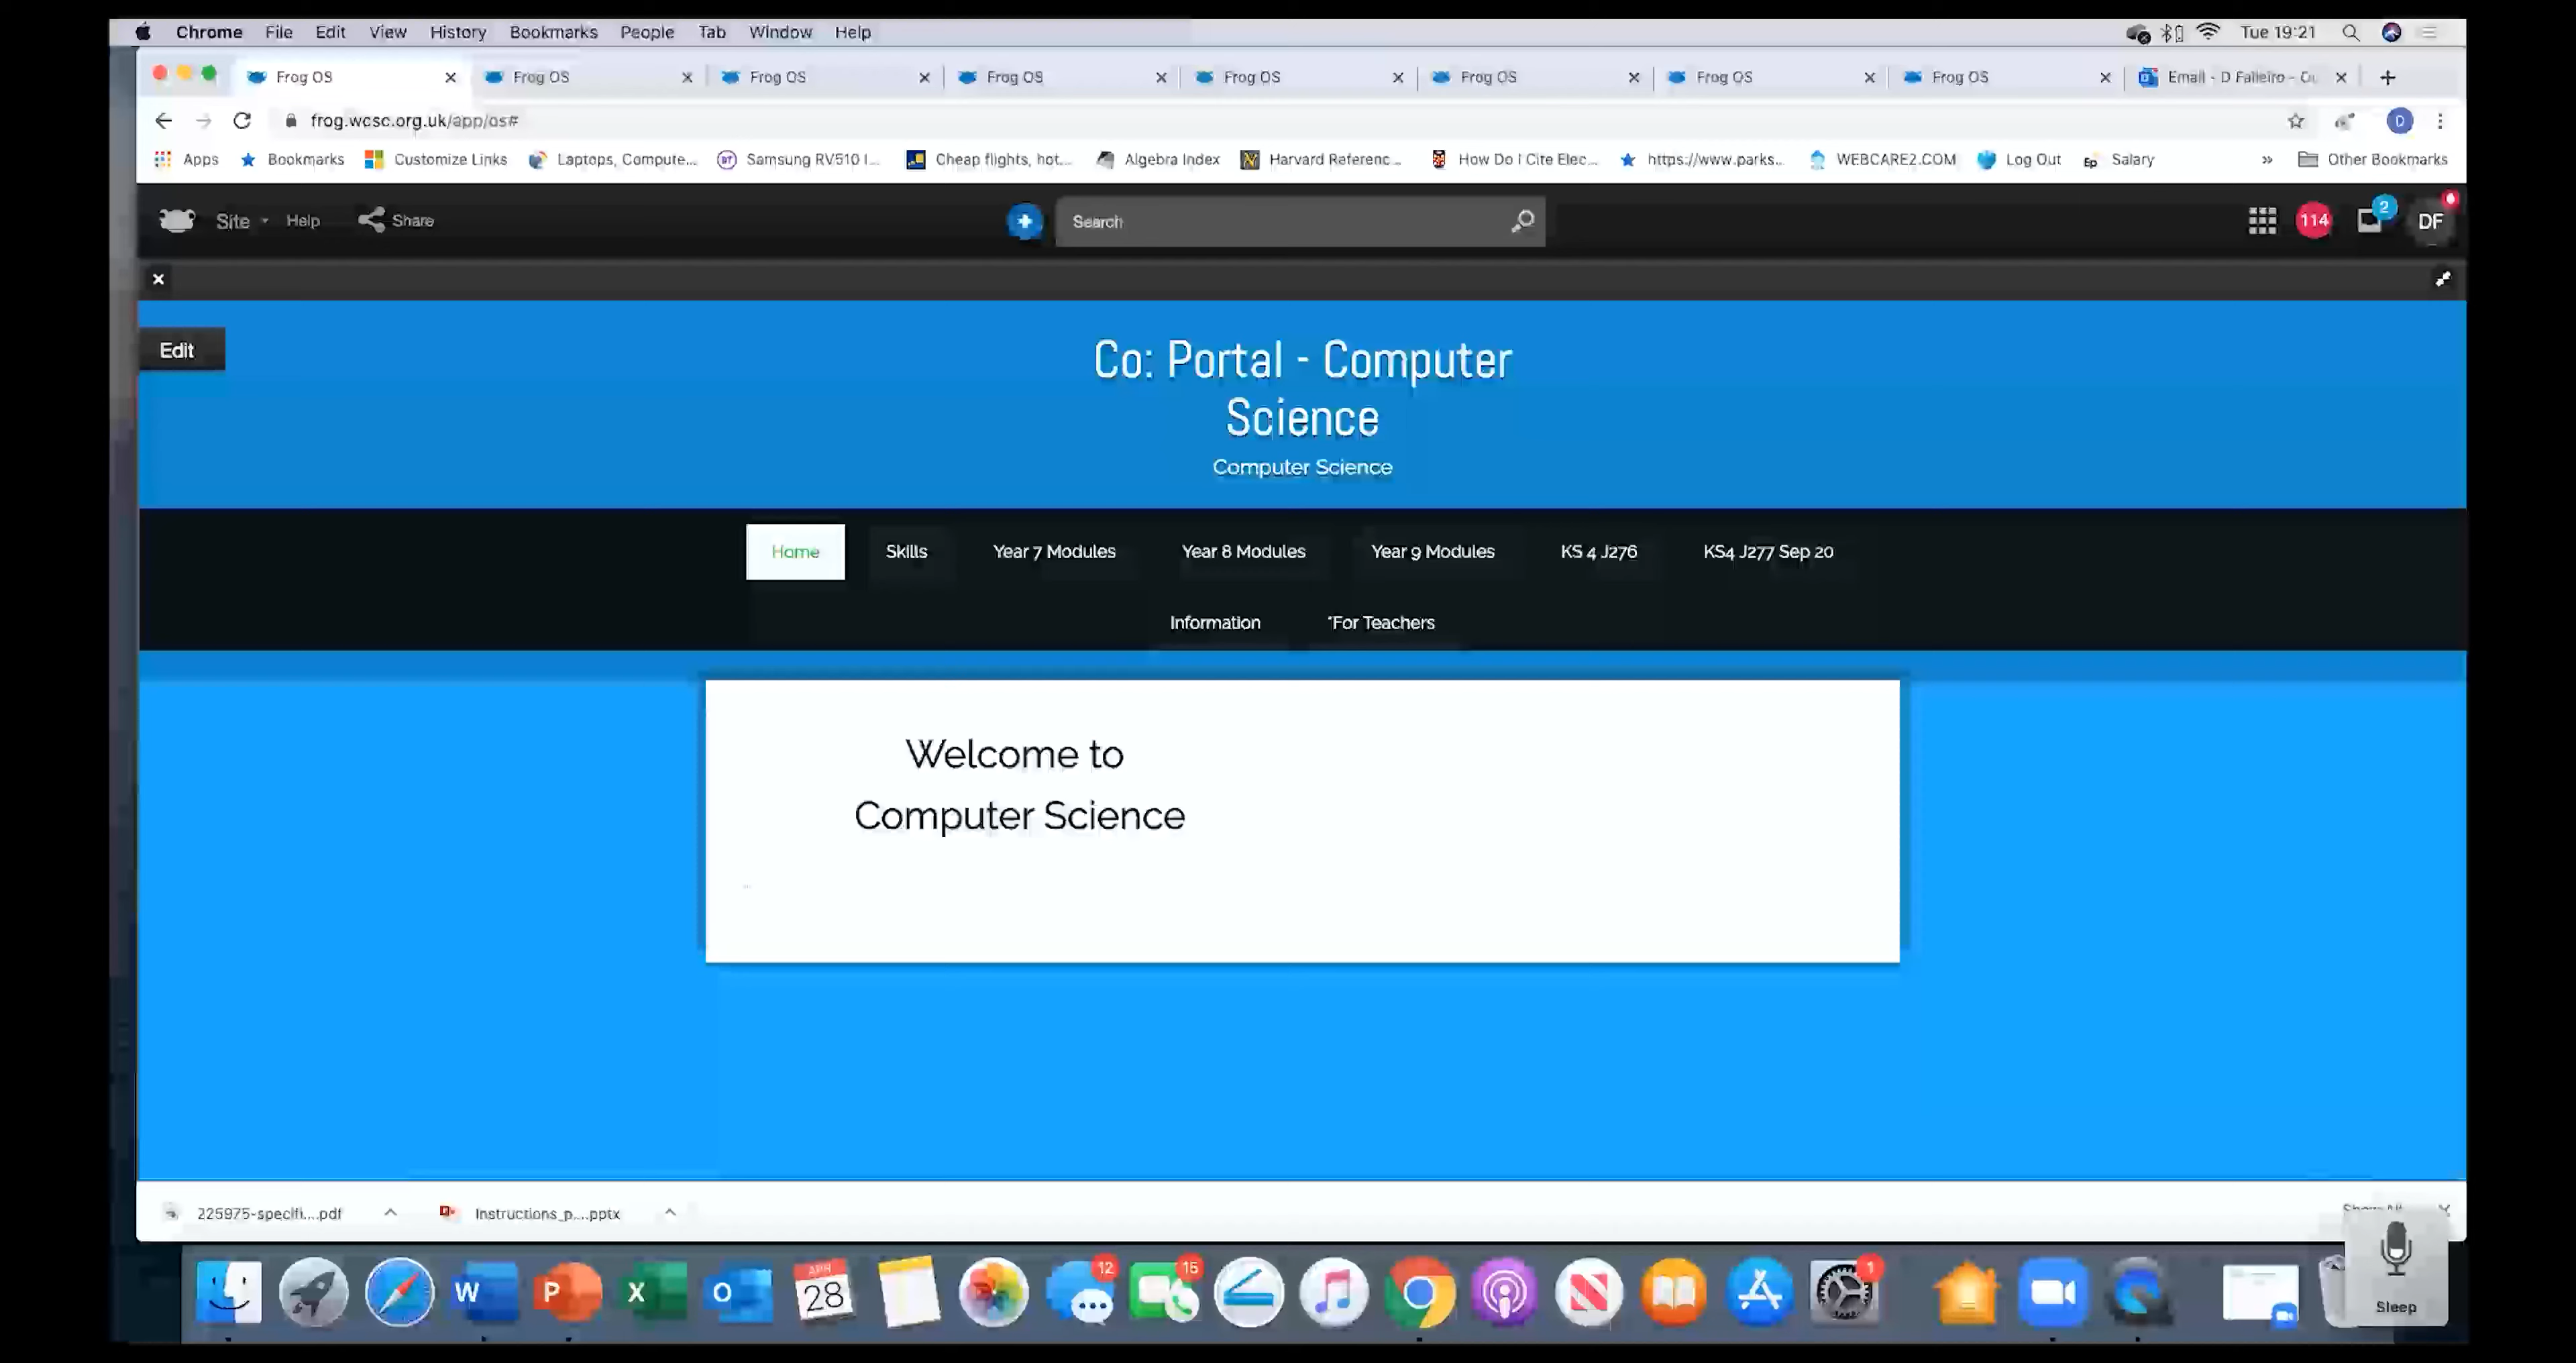 Chrome File Edit View History Bookmarks People Tab Window Help Tue 19:21
Frog OS Frog OS Frog OS Frog OS Frog OS Frog OS Frog OS Frog OS Email - D Falleiro - Ou
frog.wcsc.org.uk/app/os#
D
Apps Bookmarks Customize Links Laptops, Compute... Samsung RV510 I... Cheap flights, hot... Algebra Index Harvard Referenc... How Do I Cite Elec... https://www.parks... WEBCARE2.COM Log Out Ep Salary » Other Bookmarks
Site Help Share Search 114 2 DF
Edit
Co: Portal - Computer
Science
Computer Science
Home Skills Year 7 Modules Year 8 Modules Year 9 Modules KS 4 J276 KS4 J277 Sep 20
Information *For Teachers
Welcome to
Computer Science
225975-specifi....pdf Instructions_p....pptx
W P X O APR 28 12 15 1
Sleep